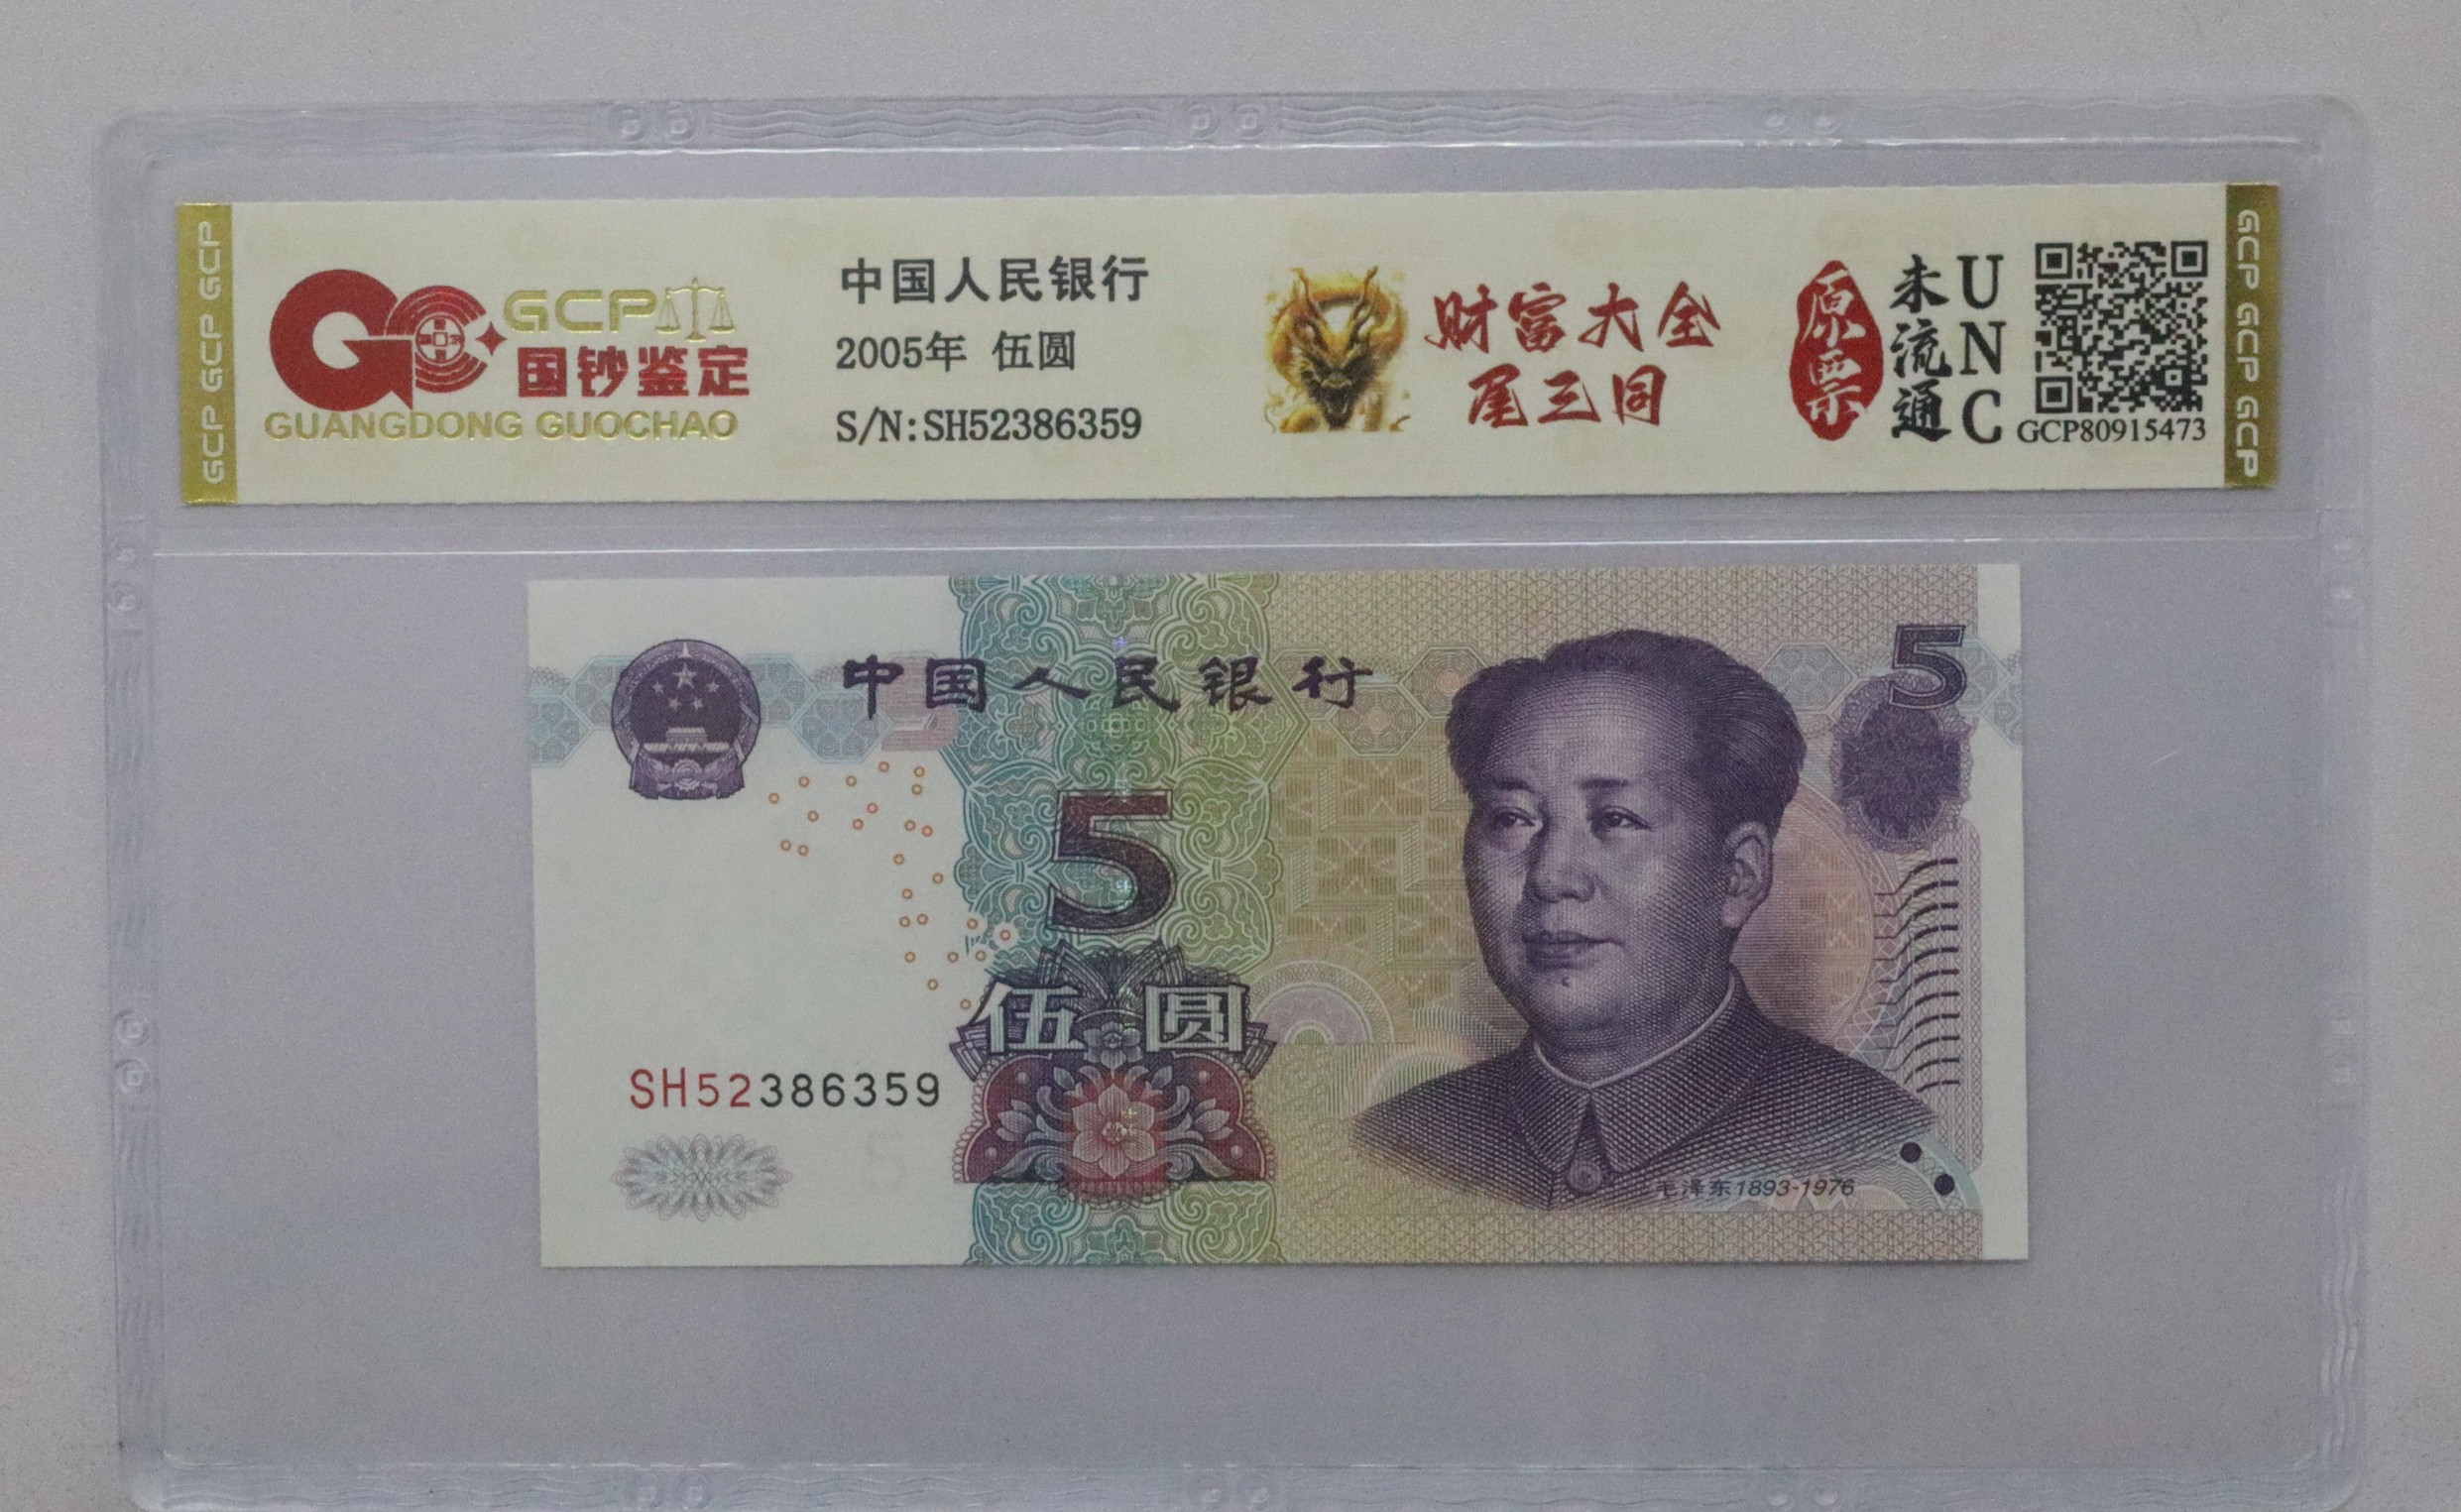 GCP GCP GCP
GCP
国钞鉴定
GUANGDONG GUOCHAO
中国人民银行
2005年 伍圆
S/N:SH52386359
财富大全
尾三同
原票
未流通
UNC
GCP80915473
GCP GCP GCP
中国人民银行
5
5
伍圆
SH52386359
5
毛泽东1893-1976